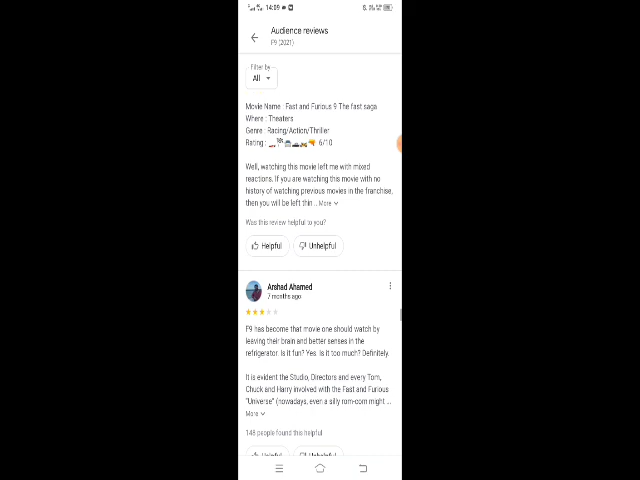 14:09
Audience reviews
F9 (2021)
Filter by
All
Movie Name : Fast and Furious 9 The fast saga
Where : Theaters
Genre : Racing/Action/Thriller
Rating : 6/10
Well, watching this movie left me with mixed
reactions. If you are watching this movie with no
history of watching previous movies in the franchise,
then you will be left thin... More
Was this review helpful to you?
Helpful Unhelpful
Arshad Ahamed
7 months ago
F9 has become that movie one should watch by
leaving their brain and better senses in the
refrigerator. Is it fun? Yes. Is it too much? Definitely.
It is evident the Studio, Directors and every Tom,
Chuck and Harry involved with the Fast and Furious
"Universe" (nowadays, even a silly rom-com might ...
More
148 people found this helpful
Helpful Unhelpful